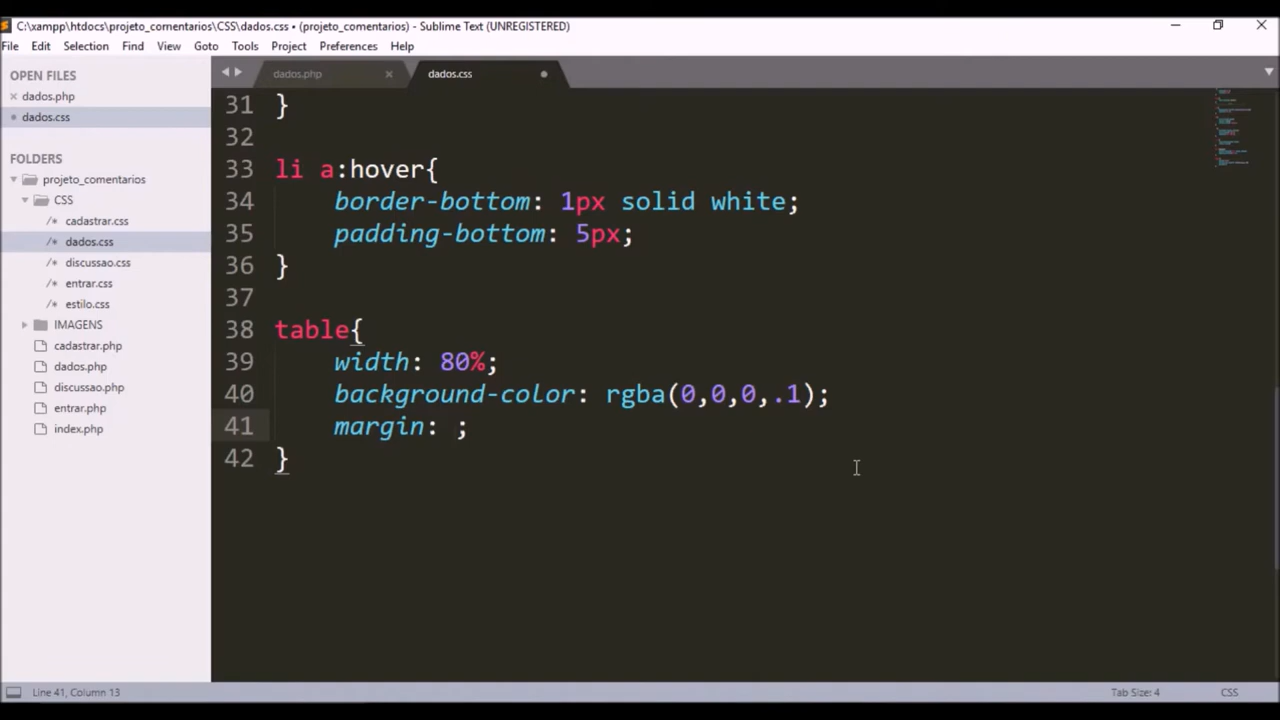 C:\xampp\htdocs\projeto_comentarios\CSS\dados.css • (projeto_comentarios) - Sublime Text (UNREGISTERED)
File Edit Selection Find View Goto Tools Project Preferences Help
OPEN FILES
dados.php
dados.css
FOLDERS
projeto_comentarios
CSS
/* cadastrar.css
/* dados.css
/* discussao.css
/* entrar.css
/* estilo.css
IMAGENS
cadastrar.php
dados.php
discussao.php
entrar.php
index.php
dados.php dados.css
31 }
32
33 li a:hover{
34 border-bottom: 1px solid white;
35 padding-bottom: 5px;
36 }
37
38 table{
39 width: 80%;
40 background-color: rgba(0,0,0,.1);
41 margin: ;
42 }
Line 41, Column 13 Tab Size: 4 CSS